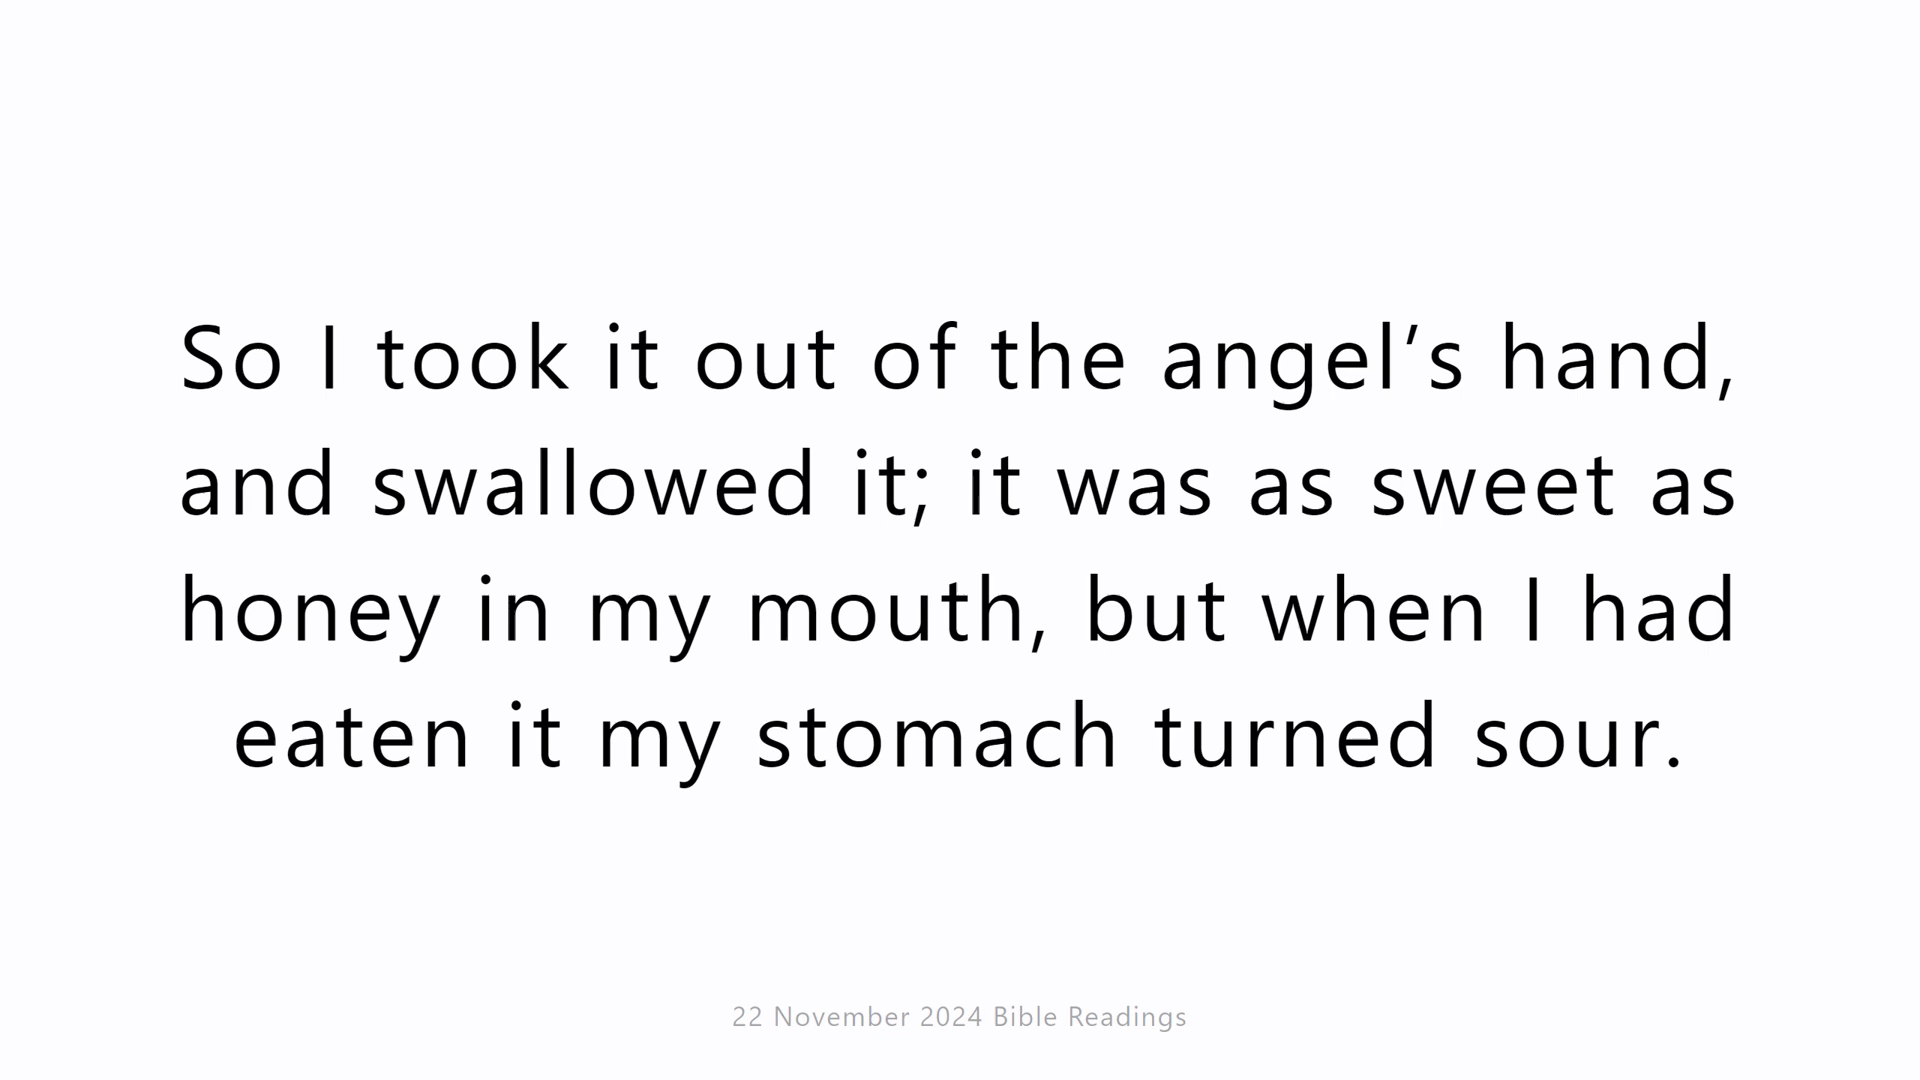 So I took it out of the angel’s hand,
and swallowed it; it was as sweet as
honey in my mouth, but when I had
eaten it my stomach turned sour.
22 November 2024 Bible Readings